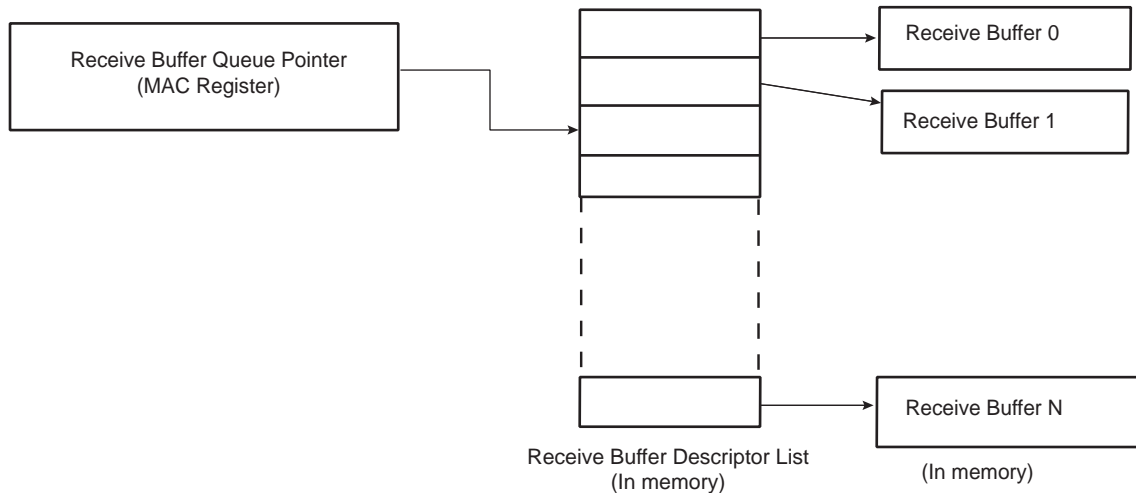 Receive Buffer Queue Pointer
(MAC Register)
Receive Buffer 0
Receive Buffer 1
Receive Buffer N
Receive Buffer Descriptor List
(In memory)
(In memory)